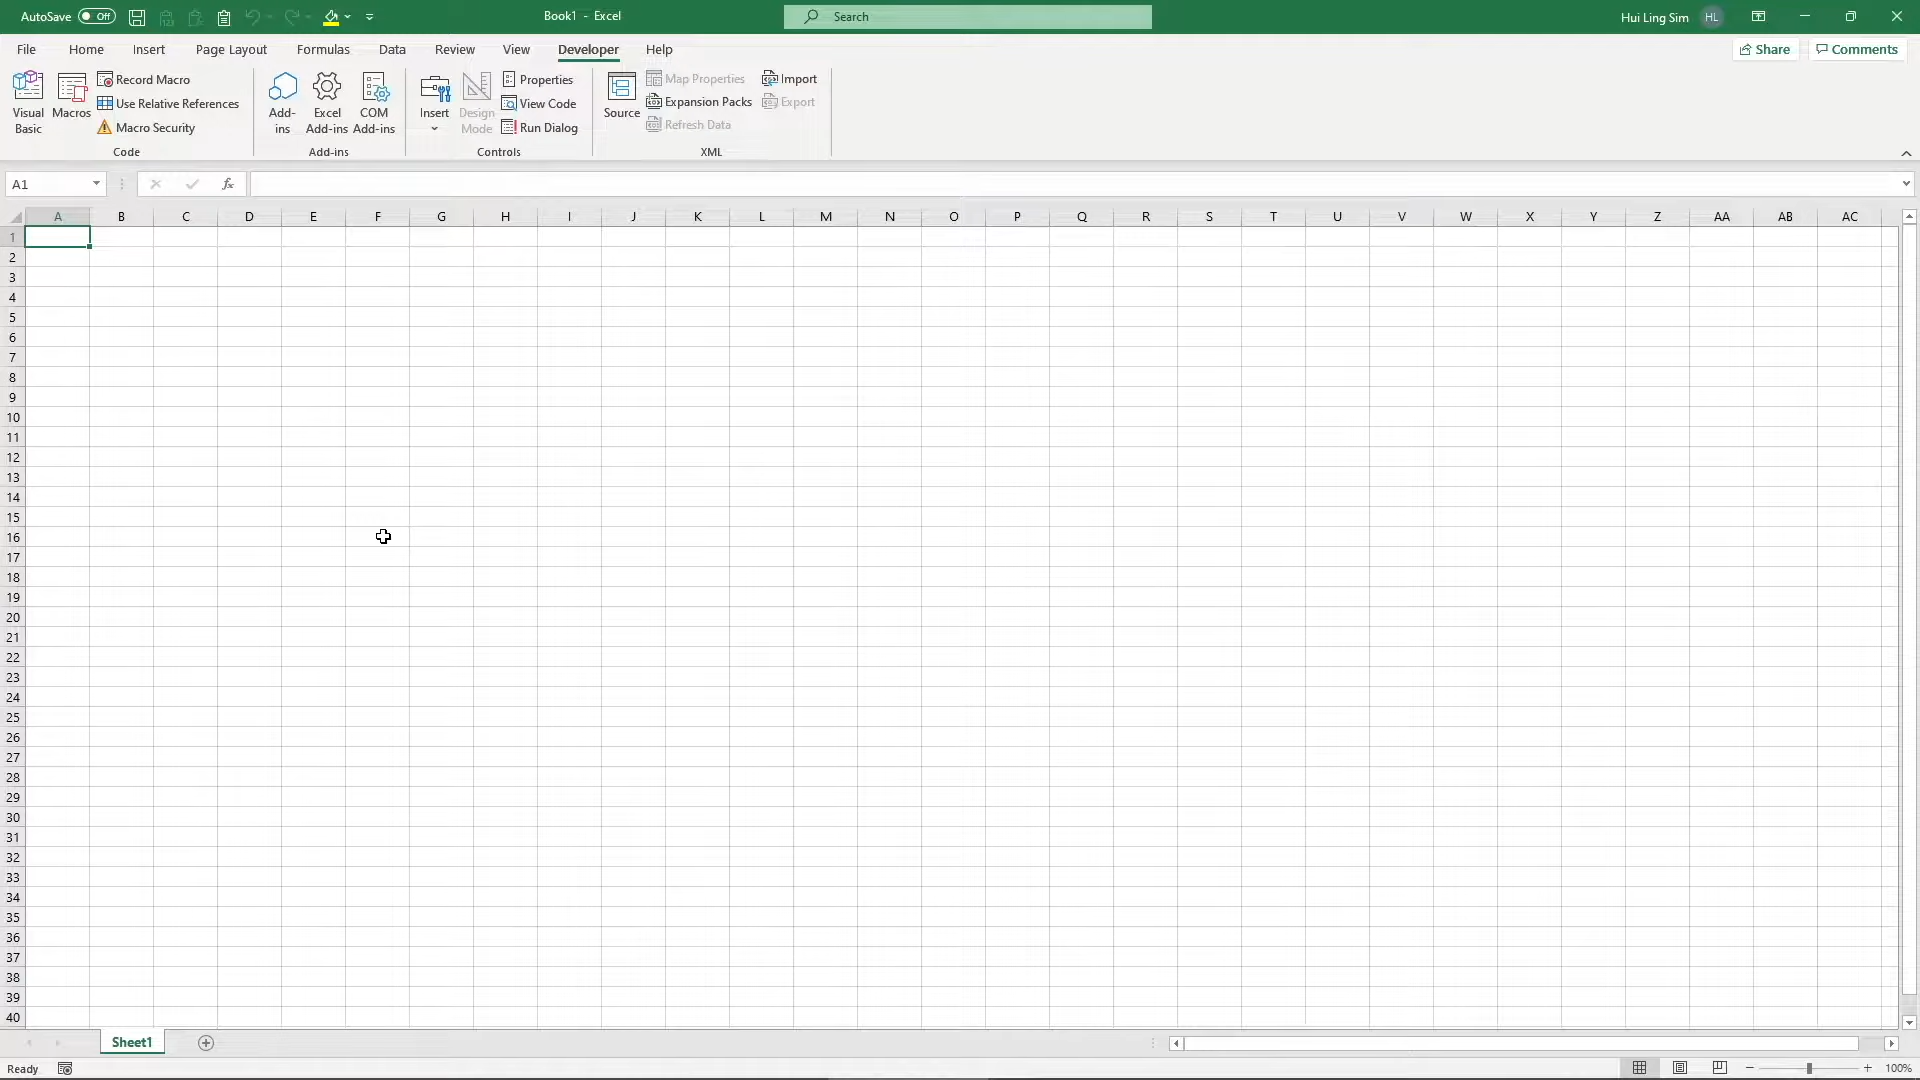 AutoSave Off Book1 - Excel Search Hui Ling Sim HL
File Home Insert Page Layout Formulas Data Review View Developer Help Share Comments
Visual Basic
Macros
Record Macro
Use Relative References
Macro Security
Code
Add-ins
Excel Add-ins
COM Add-ins
Add-ins
Insert
Design Mode
Properties
View Code
Run Dialog
Controls
Source
Map Properties
Expansion Packs
Refresh Data
Import
Export
XML
A1 fx
A B C D E F G H I J K L M N O P Q R S T U V W X Y Z AA AB AC
1
2
3
4
5
6
7
8
9
10
11
12
13
14
15
16
17
18
19
20
21
22
23
24
25
26
27
28
29
30
31
32
33
34
35
36
37
38
39
40
Sheet1
Ready 100%